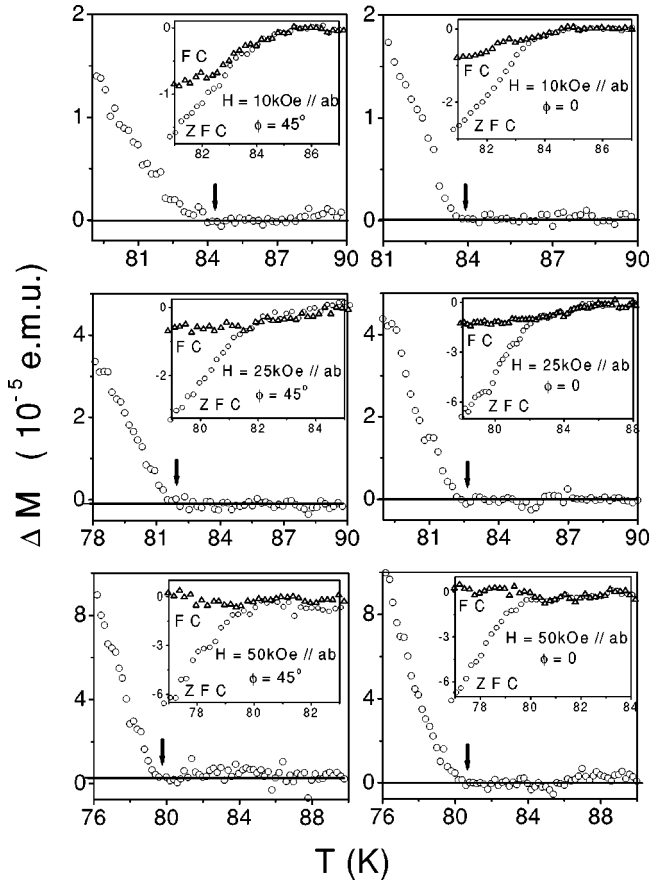 Δ M ( 10⁻⁵ e.m.u. )
2
1
0
81 84 87 90
0
-1
82 84 86
F C
H = 10kOe // ab
ϕ = 45°
Z F C
2
1
0
81 84 87 90
0
-2
82 84 86
F C
H = 10kOe // ab
ϕ = 0
Z F C
4
2
0
78 81 84 87 90
0
-2
80 82 84
F C
H = 25kOe // ab
ϕ = 45°
Z F C
4
2
0
81 84 87 90
0
-3
-6
80 82 84 86 88
F C
H = 25kOe // ab
ϕ = 0
Z F C
8
4
0
76 80 84 88
0
-3
-6
78 80 82
F C
H = 50kOe // ab
ϕ = 45°
Z F C
8
4
0
76 80 84 88
0
-3
-6
78 80 82 84
F C
H = 50kOe // ab
ϕ = 0
Z F C
T (K)